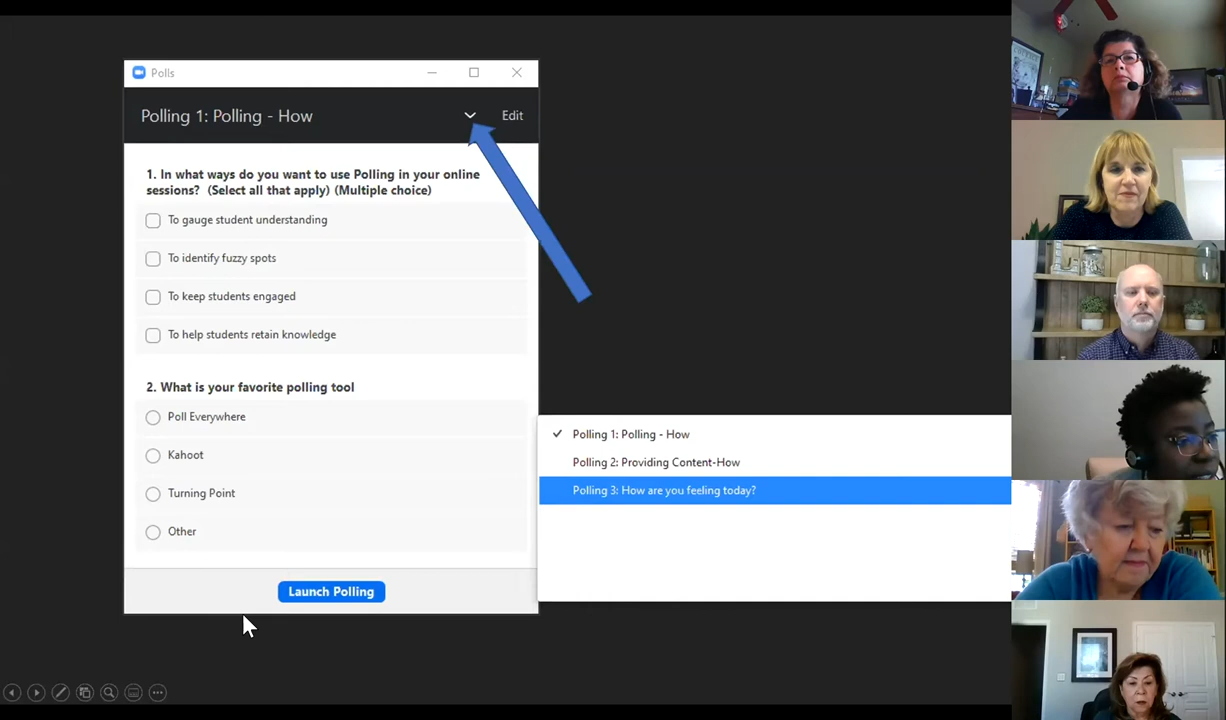 Polls
Polling 1: Polling - How
Edit
1. In what ways do you want to use Polling in your online
sessions? (Select all that apply) (Multiple choice)
To gauge student understanding
To identify fuzzy spots
To keep students engaged
To help students retain knowledge
2. What is your favorite polling tool
Poll Everywhere
Kahoot
Turning Point
Other
Launch Polling
Polling 1: Polling - How
Polling 2: Providing Content-How
Polling 3: How are you feeling today?